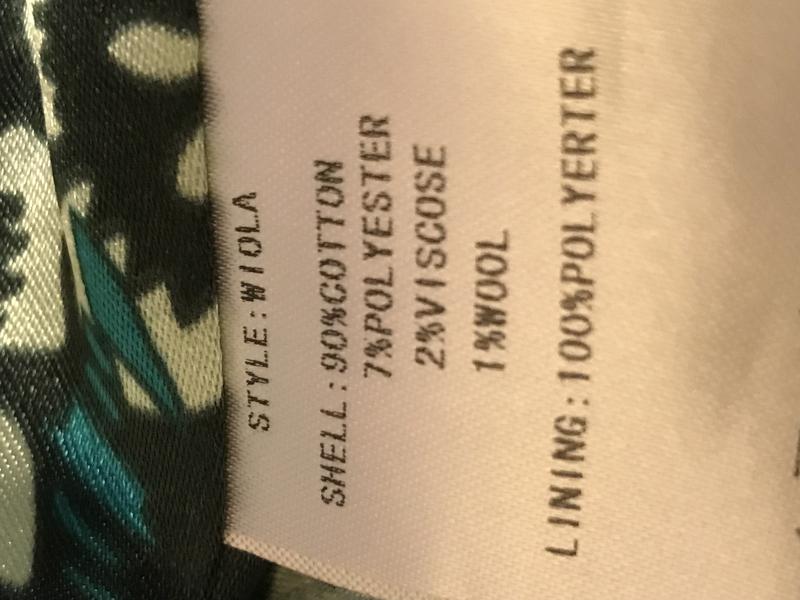 STYLE:WIOLA
SHELL:90%COTTON
7%POLYESTER
2%VISCOSE
1%WOOL
LINING:100%POLYERTER